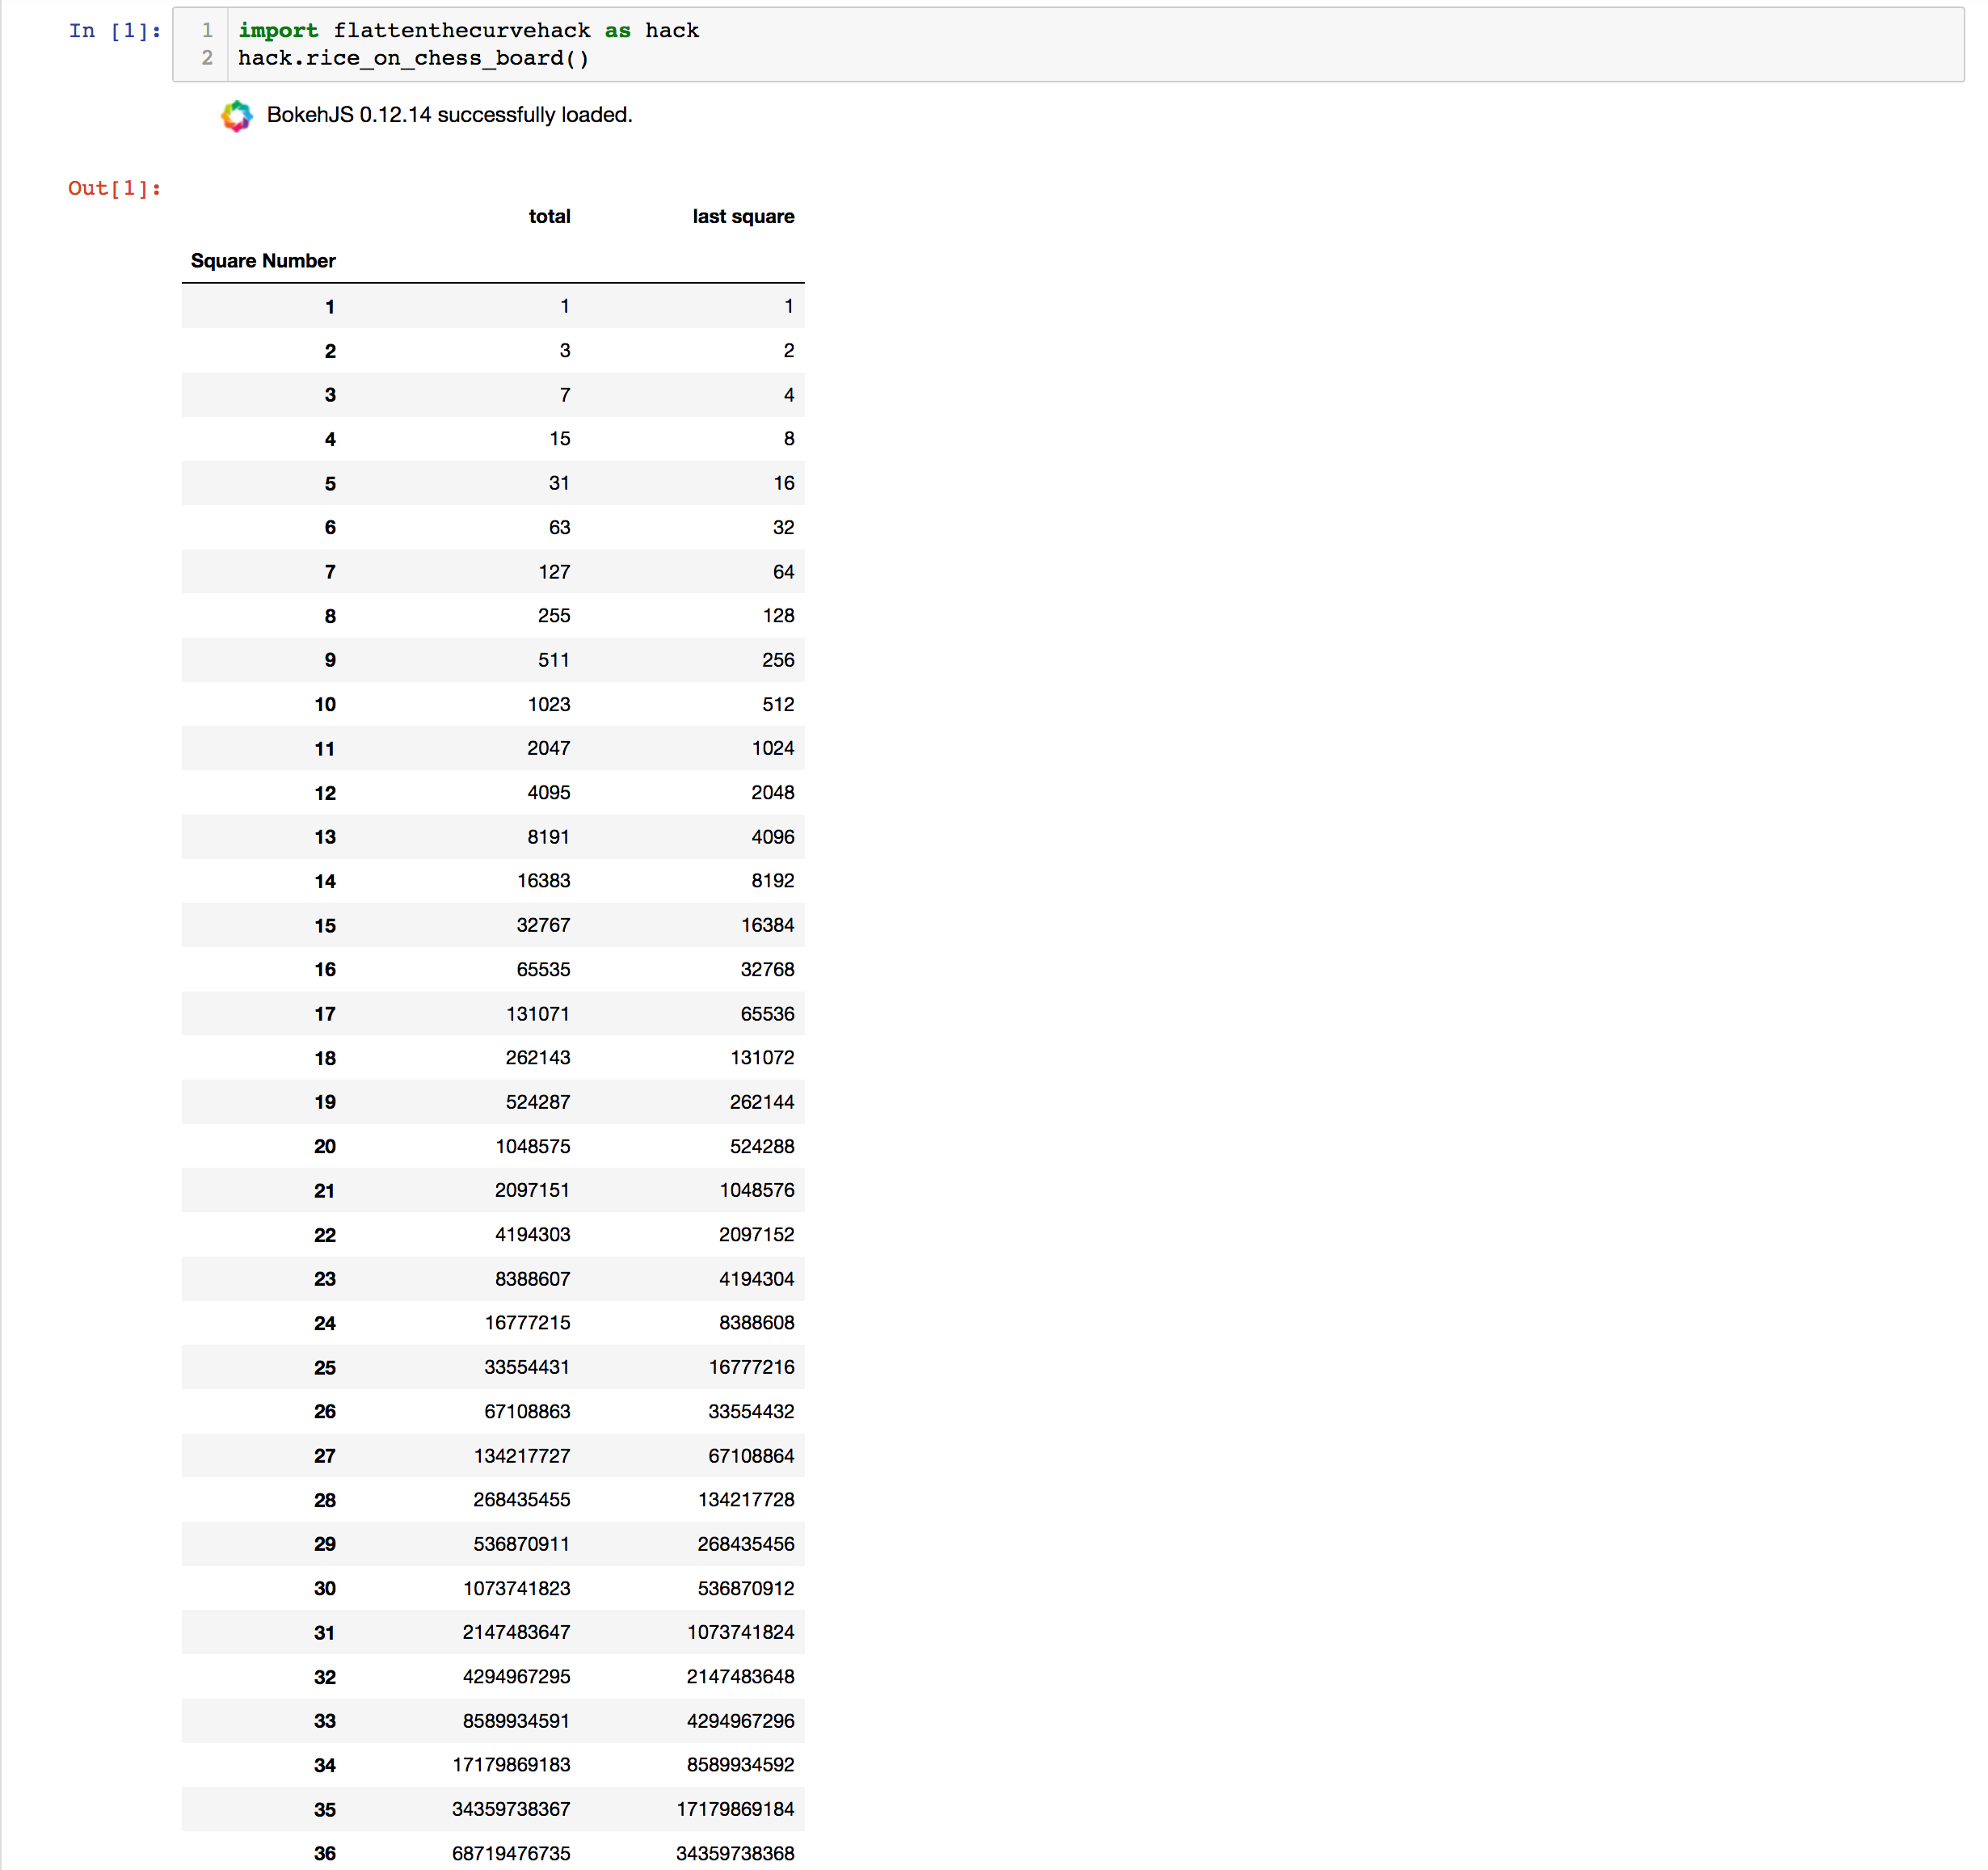 In [1]:
1 import flattenthecurvehack as hack
2 hack.rice_on_chess_board()
BokehJS 0.12.14 successfully loaded.
Out[1]:
total last square
Square Number
1 1 1
2 3 2
3 7 4
4 15 8
5 31 16
6 63 32
7 127 64
8 255 128
9 511 256
10 1023 512
11 2047 1024
12 4095 2048
13 8191 4096
14 16383 8192
15 32767 16384
16 65535 32768
17 131071 65536
18 262143 131072
19 524287 262144
20 1048575 524288
21 2097151 1048576
22 4194303 2097152
23 8388607 4194304
24 16777215 8388608
25 33554431 16777216
26 67108863 33554432
27 134217727 67108864
28 268435455 134217728
29 536870911 268435456
30 1073741823 536870912
31 2147483647 1073741824
32 4294967295 2147483648
33 8589934591 4294967296
34 17179869183 8589934592
35 34359738367 17179869184
36 68719476735 34359738368